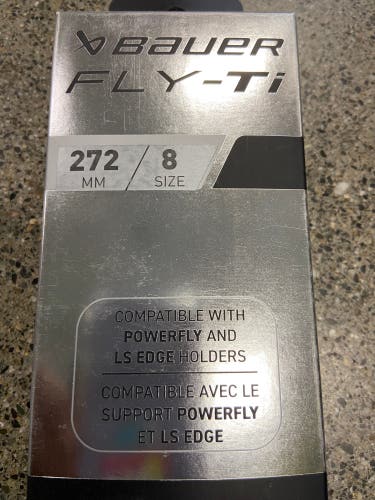 BAUER
FLY-Ti
272 / 8
MM SIZE
COMPATIBLE WITH
POWERFLY AND
LS EDGE HOLDERS
COMPATIBLE AVEC LE
SUPPORT POWERFLY
ET LS EDGE